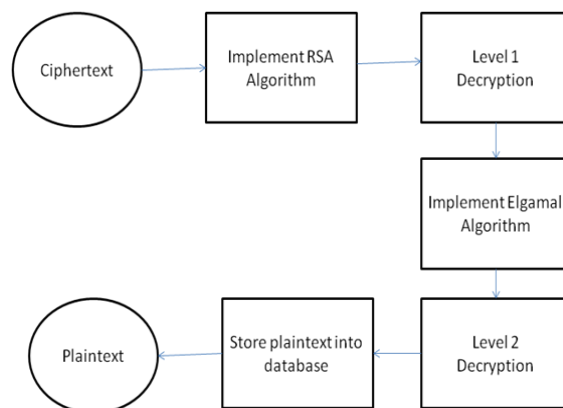 Ciphertext
Implement RSA
Algorithm
Level 1
Decryption
Implement Elgamal
Algorithm
Level 2
Decryption
Store plaintext into
database
Plaintext